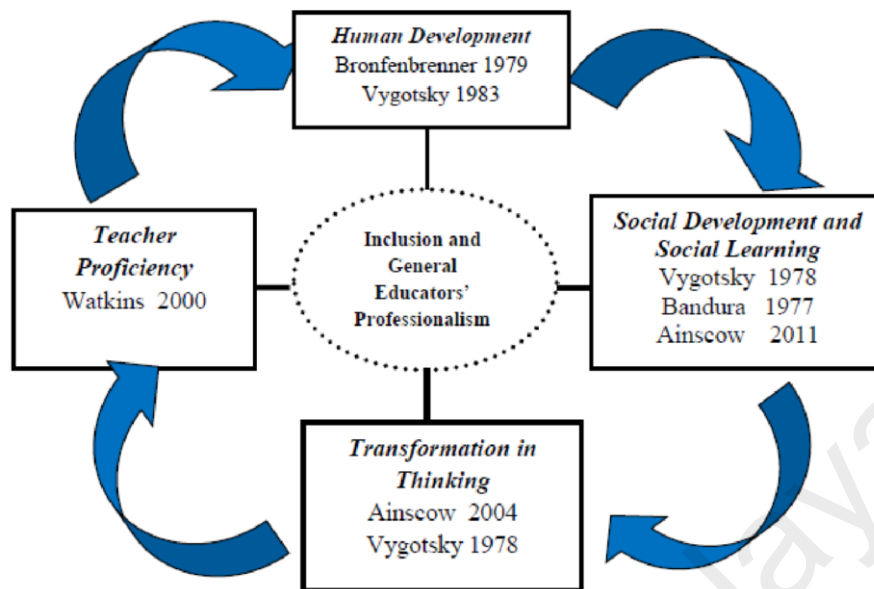 Human Development
Bronfenbrenner 1979
Vygotsky 1983
Teacher
Proficiency
Watkins 2000
Inclusion and
General
Educators'
Professionalism
Social Development and
Social Learning
Vygotsky 1978
Bandura 1977
Ainscow 2011
Transformation in
Thinking
Ainscow 2004
Vygotsky 1978